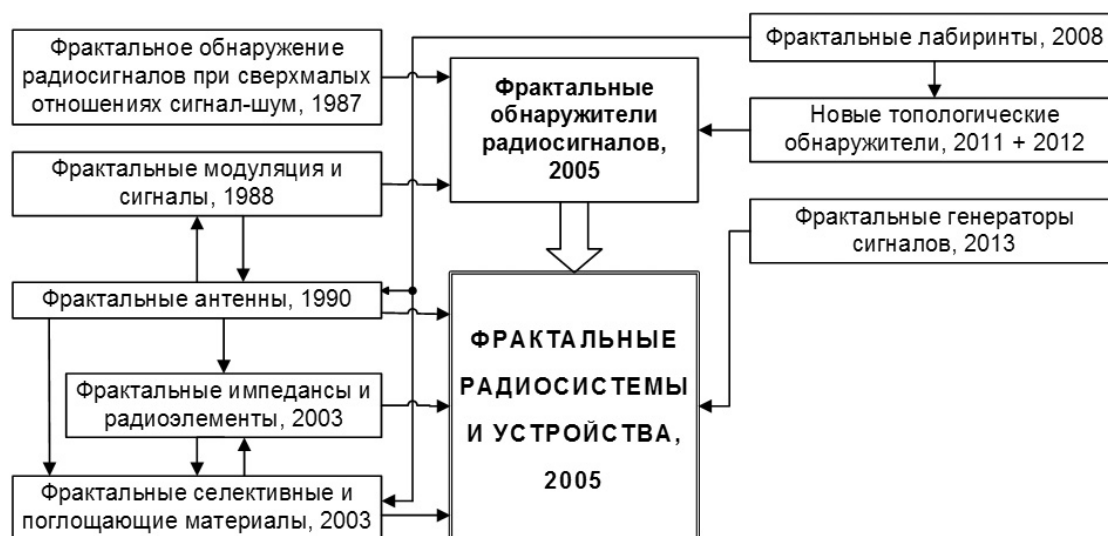 Фрактальное обнаружение
радиосигналов при сверхмалых
отношениях сигнал-шум, 1987
Фрактальные модуляция и
сигналы, 1988
Фрактальные антенны, 1990
Фрактальные импедансы и
радиоэлементы, 2003
Фрактальные селективные и
поглощающие материалы, 2003
Фрактальные
обнаружители
радиосигналов,
2005
ФРАКТАЛЬНЫЕ
РАДИОСИСТЕМЫ
И УСТРОЙСТВА,
2005
Фрактальные лабиринты, 2008
Новые топологические
обнаружители, 2011 + 2012
Фрактальные генераторы
сигналов, 2013